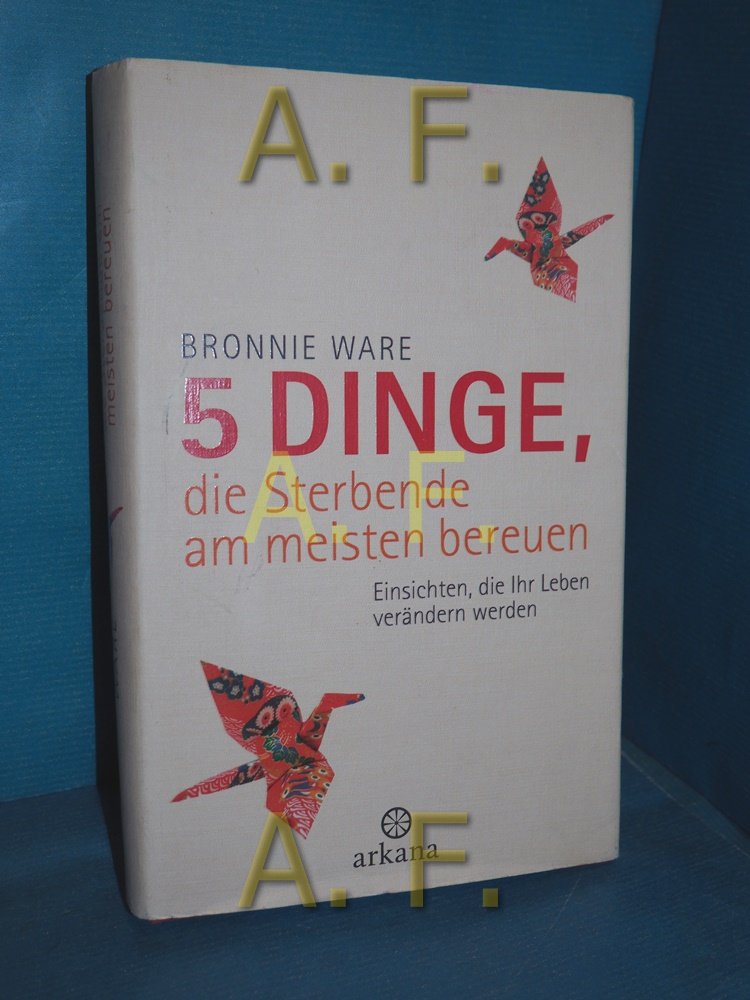 A. F.
BRONNIE WARE
5 DINGE,
die Sterbende
A. F.
am meisten bereuen
Einsichten, die Ihr Leben
verändern werden
arkana
A. F.
meisten bereuen